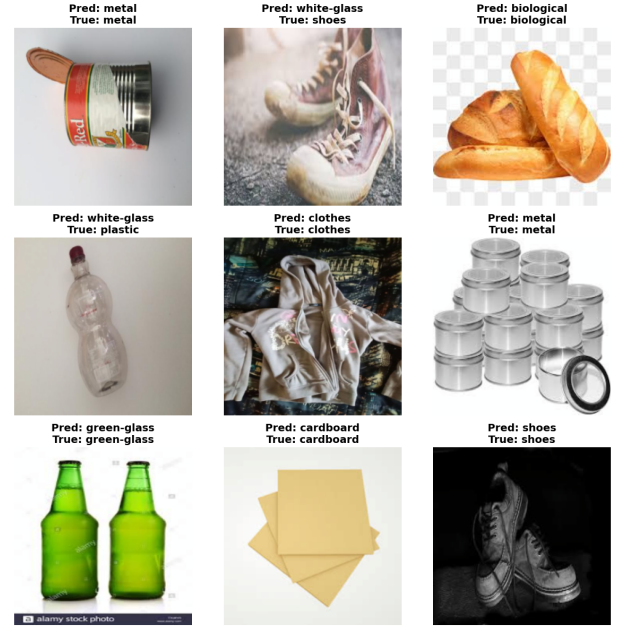 Pred: metal
True: metal
Pred: white-glass
True: shoes
Pred: biological
True: biological
Red
Pred: white-glass
True: plastic
Pred: clothes
True: clothes
Pred: metal
True: metal
Pred: green-glass
True: green-glass
Pred: cardboard
True: cardboard
Pred: shoes
True: shoes
alamy
alamy
a alamy stock photo